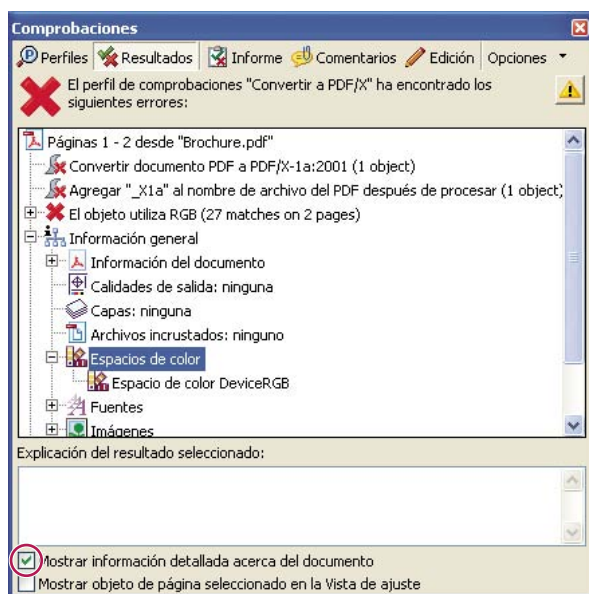 Comprobaciones
Perfiles Resultados Informe Comentarios Edición Opciones
El perfil de comprobaciones "Convertir a PDF/X" ha encontrado los
siguientes errores:
Páginas 1 - 2 desde "Brochure.pdf"
Convertir documento PDF a PDF/X-1a:2001 (1 object)
Agregar "_X1a" al nombre de archivo del PDF después de procesar (1 object)
El objeto utiliza RGB (27 matches on 2 pages)
Información general
Información del documento
Calidades de salida: ninguna
Capas: ninguna
Archivos incrustados: ninguno
Espacios de color
Espacio de color DeviceRGB
Fuentes
Imágenes
Explicación del resultado seleccionado:
Mostrar información detallada acerca del documento
Mostrar objeto de página seleccionado en la Vista de ajuste